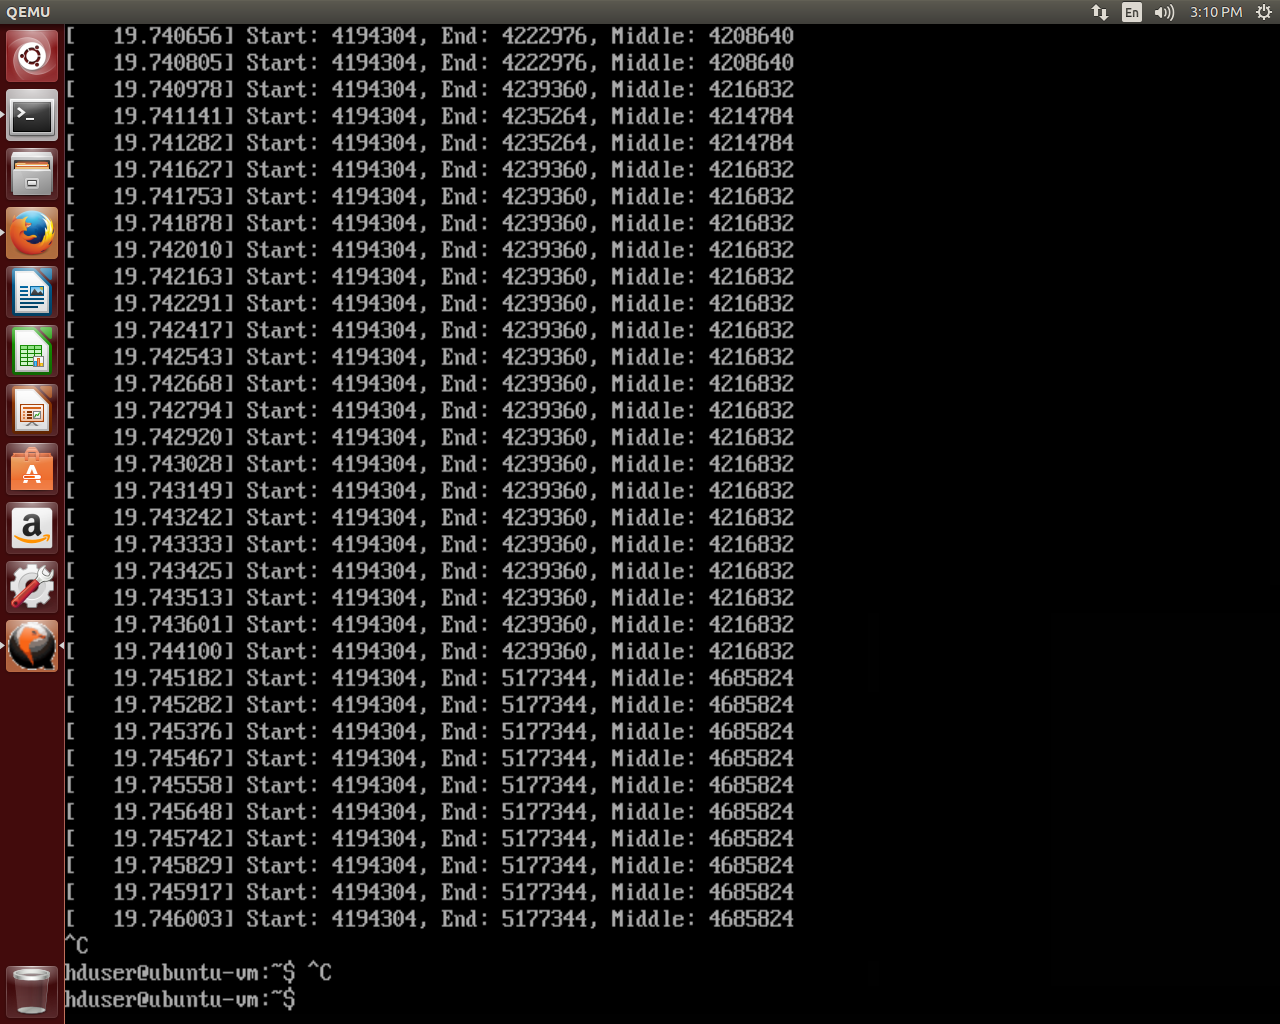 QEMU
En
3:10 PM
[   19.740656] Start: 4194304, End: 4222976, Middle: 4208640
[   19.740805] Start: 4194304, End: 4222976, Middle: 4208640
[   19.740978] Start: 4194304, End: 4239360, Middle: 4216832
[   19.741141] Start: 4194304, End: 4235264, Middle: 4214784
[   19.741282] Start: 4194304, End: 4235264, Middle: 4214784
[   19.741627] Start: 4194304, End: 4239360, Middle: 4216832
[   19.741753] Start: 4194304, End: 4239360, Middle: 4216832
[   19.741878] Start: 4194304, End: 4239360, Middle: 4216832
[   19.742010] Start: 4194304, End: 4239360, Middle: 4216832
[   19.742163] Start: 4194304, End: 4239360, Middle: 4216832
[   19.742291] Start: 4194304, End: 4239360, Middle: 4216832
[   19.742417] Start: 4194304, End: 4239360, Middle: 4216832
[   19.742543] Start: 4194304, End: 4239360, Middle: 4216832
[   19.742668] Start: 4194304, End: 4239360, Middle: 4216832
[   19.742794] Start: 4194304, End: 4239360, Middle: 4216832
[   19.742920] Start: 4194304, End: 4239360, Middle: 4216832
[   19.743028] Start: 4194304, End: 4239360, Middle: 4216832
[   19.743149] Start: 4194304, End: 4239360, Middle: 4216832
[   19.743242] Start: 4194304, End: 4239360, Middle: 4216832
[   19.743333] Start: 4194304, End: 4239360, Middle: 4216832
[   19.743425] Start: 4194304, End: 4239360, Middle: 4216832
[   19.743513] Start: 4194304, End: 4239360, Middle: 4216832
[   19.743601] Start: 4194304, End: 4239360, Middle: 4216832
[   19.744100] Start: 4194304, End: 4239360, Middle: 4216832
[   19.745182] Start: 4194304, End: 5177344, Middle: 4685824
[   19.745282] Start: 4194304, End: 5177344, Middle: 4685824
[   19.745376] Start: 4194304, End: 5177344, Middle: 4685824
[   19.745467] Start: 4194304, End: 5177344, Middle: 4685824
[   19.745558] Start: 4194304, End: 5177344, Middle: 4685824
[   19.745648] Start: 4194304, End: 5177344, Middle: 4685824
[   19.745742] Start: 4194304, End: 5177344, Middle: 4685824
[   19.745829] Start: 4194304, End: 5177344, Middle: 4685824
[   19.745917] Start: 4194304, End: 5177344, Middle: 4685824
[   19.746003] Start: 4194304, End: 5177344, Middle: 4685824
^C
hduser@ubuntu-vm:~$ ^C
hduser@ubuntu-vm:~$